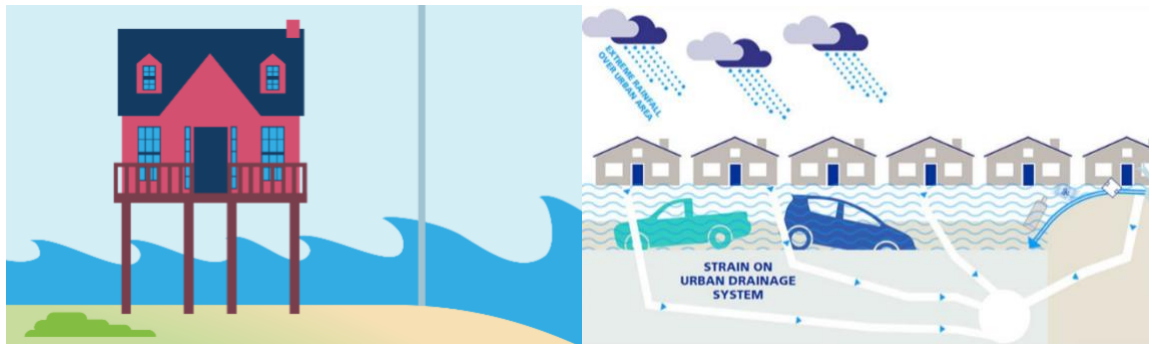 EXTREME RAINFALL
OVER URBAN AREA
STRAIN ON
URBAN DRAINAGE
SYSTEM